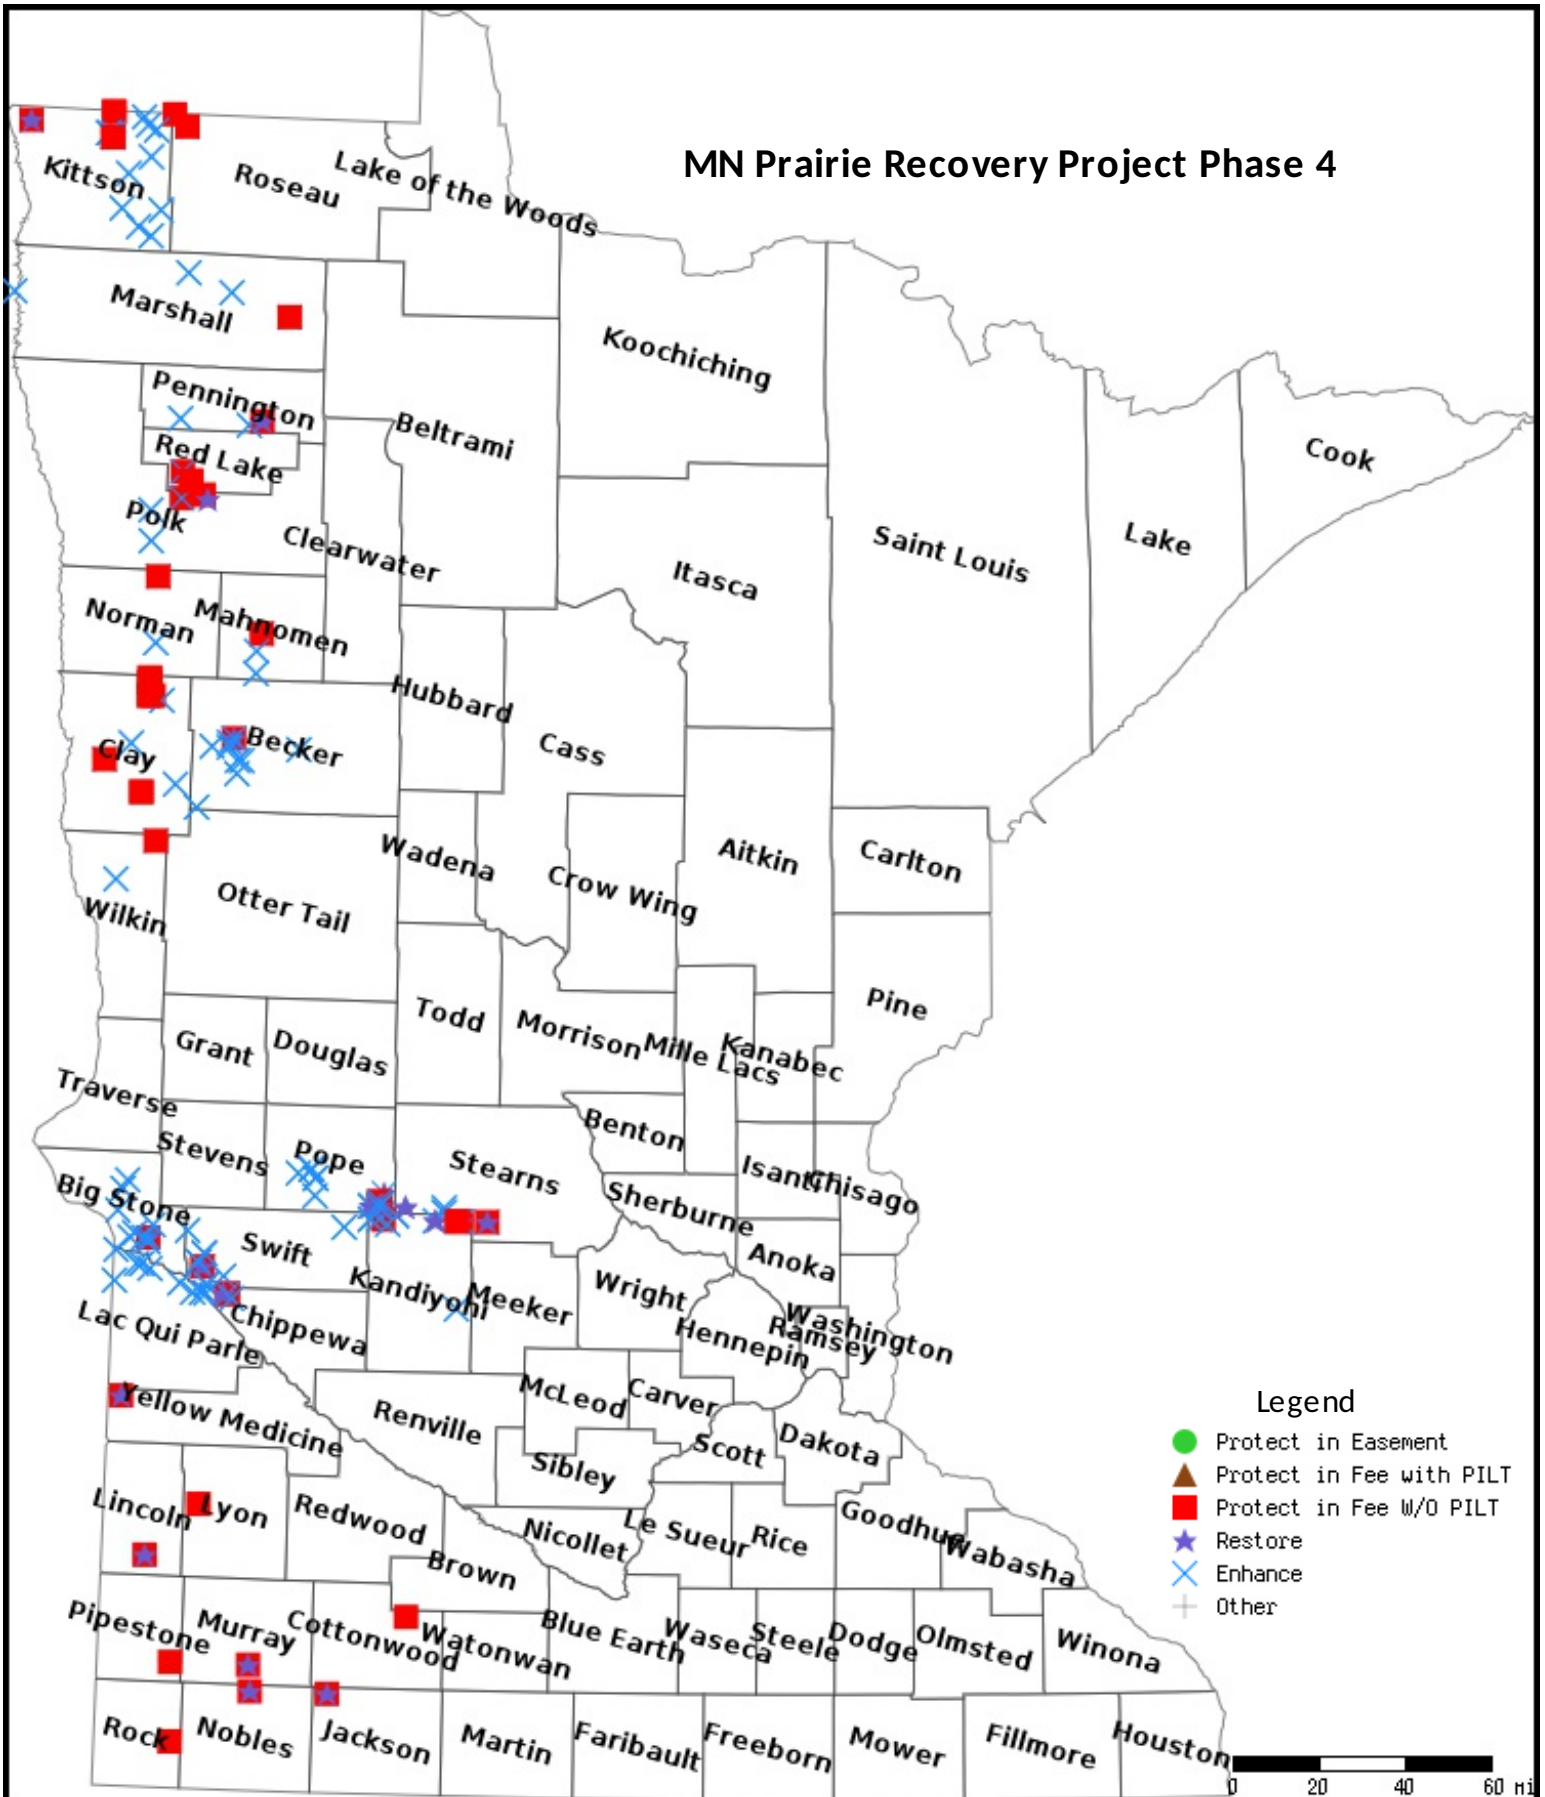 MN Prairie Recovery Project Phase 4
Kittson
Roseau
Lake of the Woods
Marshall
Koochiching
Pennington
Beltrami
Red Lake
Cook
Polk
Clearwater
Saint Louis
Lake
Itasca
Norman
Mahnomen
Hubbard
Cass
Clay
Becker
Wadena
Aitkin
Carlton
Crow Wing
Otter Tail
Wilkin
Pine
Todd
Morrison
Mille Lacs
Kanabec
Grant
Douglas
Traverse
Benton
Stevens
Pope
Stearns
Isanti
Chisago
Big Stone
Sherburne
Swift
Anoka
Kandiyohi
Meeker
Wright
Washington
Ramsey
Hennepin
Lac Qui Parle
Chippewa
McLeod
Carver
Yellow Medicine
Renville
Scott
Dakota
Sibley
Legend
Protect in Easement
Protect in Fee with PILT
Protect in Fee W/O PILT
Restore
Enhance
Other
Lincoln
Lyon
Redwood
Nicollet
Le Sueur
Rice
Goodhue
Wabasha
Brown
Pipestone
Murray
Cottonwood
Watonwan
Blue Earth
Waseca
Steele
Dodge
Olmsted
Winona
Rock
Nobles
Jackson
Martin
Faribault
Freeborn
Mower
Fillmore
Houston
0 20 40 60 mi